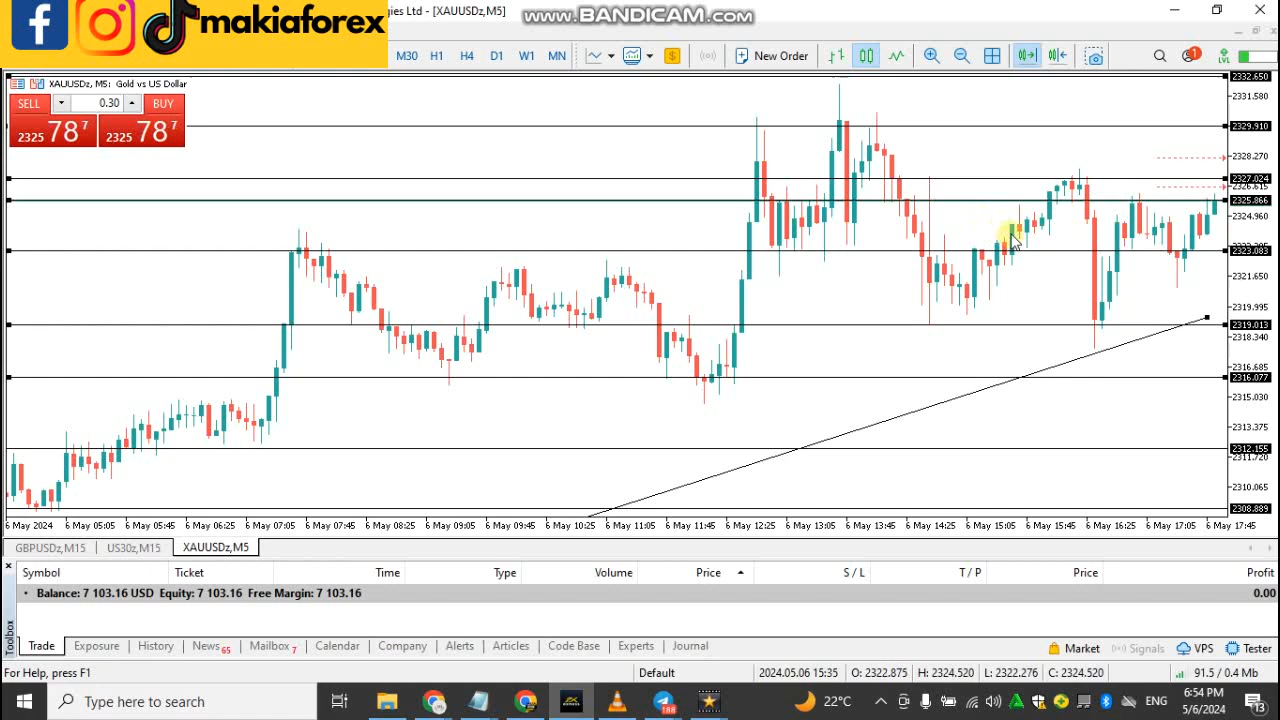 makiaforex
gies Ltd - [XAUUSDz,M5]
www.BANDICAM.com
M30 H1 H4 D1 W1 MN New Order
1
LVL
XAUUSDz, M5: Gold vs US Dollar
SELL 0.30 BUY
2325 78 7 2325 78 7
2332.650
2331.580
2329.910
2328.270
2327.024
2326.615
2325.866
2324.960
2323.083
2321.650
2319.995
2319.013
2318.340
2316.685
2316.077
2315.030
2313.375
2312.155
2311.720
2310.065
2308.889
6 May 2024 6 May 05:05 6 May 05:45 6 May 06:25 6 May 07:05 6 May 07:45 6 May 08:25 6 May 09:05 6 May 09:45 6 May 10:25 6 May 11:05 6 May 11:45 6 May 12:25 6 May 13:05 6 May 13:45 6 May 14:25 6 May 15:05 6 May 15:45 6 May 16:25 6 May 17:05 6 May 17:45
GBPUSDz,M15 US30z,M15 XAUUSDz,M5
Symbol Ticket Time Type Volume Price S / L T / P Price Profit
Balance: 7 103.16 USD Equity: 7 103.16 Free Margin: 7 103.16 0.00
Toolbox
Trade Exposure History News 65 Mailbox 7 Calendar Company Alerts Articles Code Base Experts Journal Market Signals VPS Tester
For Help, press F1 Default 2024.05.06 15:35 O: 2322.875 H: 2324.520 L: 2322.276 C: 2324.520 91.5 / 0.4 Mb
Type here to search 188 22°C ENG 6:54 PM 5/6/2024 13